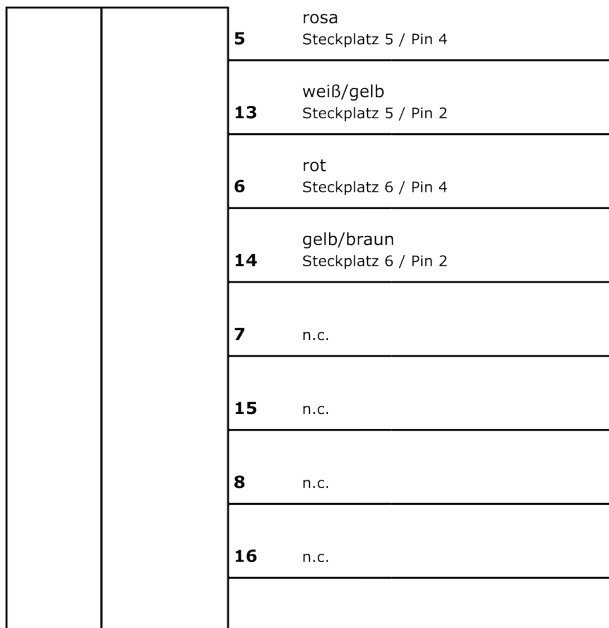 rosa
5 Steckplatz 5 / Pin 4
weiß/gelb
13 Steckplatz 5 / Pin 2
rot
6 Steckplatz 6 / Pin 4
gelb/braun
14 Steckplatz 6 / Pin 2
7 n.c.
15 n.c.
8 n.c.
16 n.c.